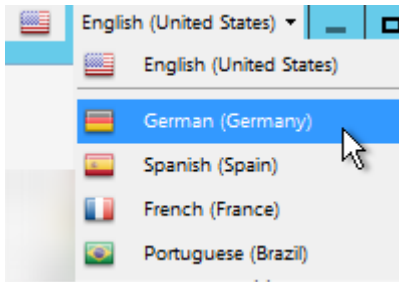 English (United States)
English (United States)
German (Germany)
Spanish (Spain)
French (France)
Portuguese (Brazil)